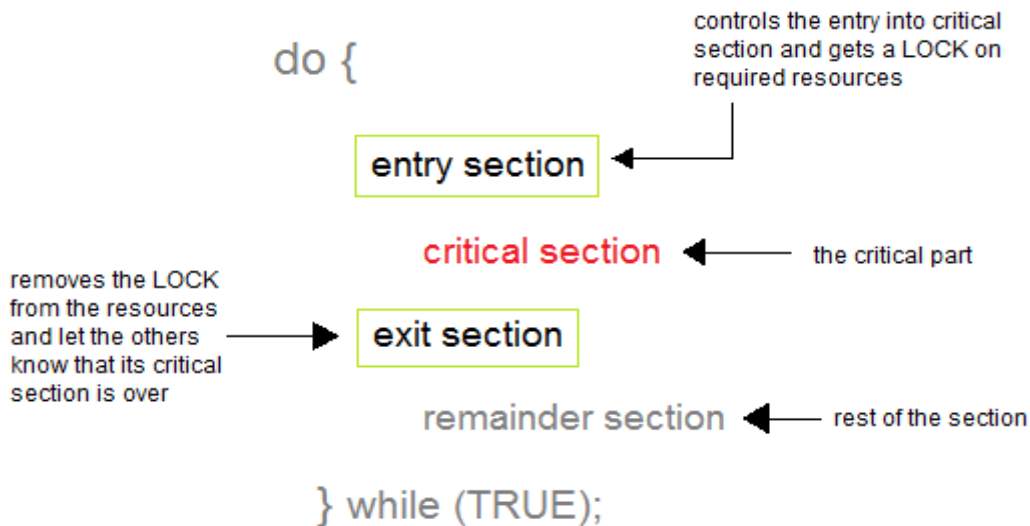 controls the entry into critical
section and gets a LOCK on
required resources
do {
entry section
critical section
the critical part
removes the LOCK
from the resources
and let the others
know that its critical
section is over
exit section
remainder section
rest of the section
} while (TRUE);